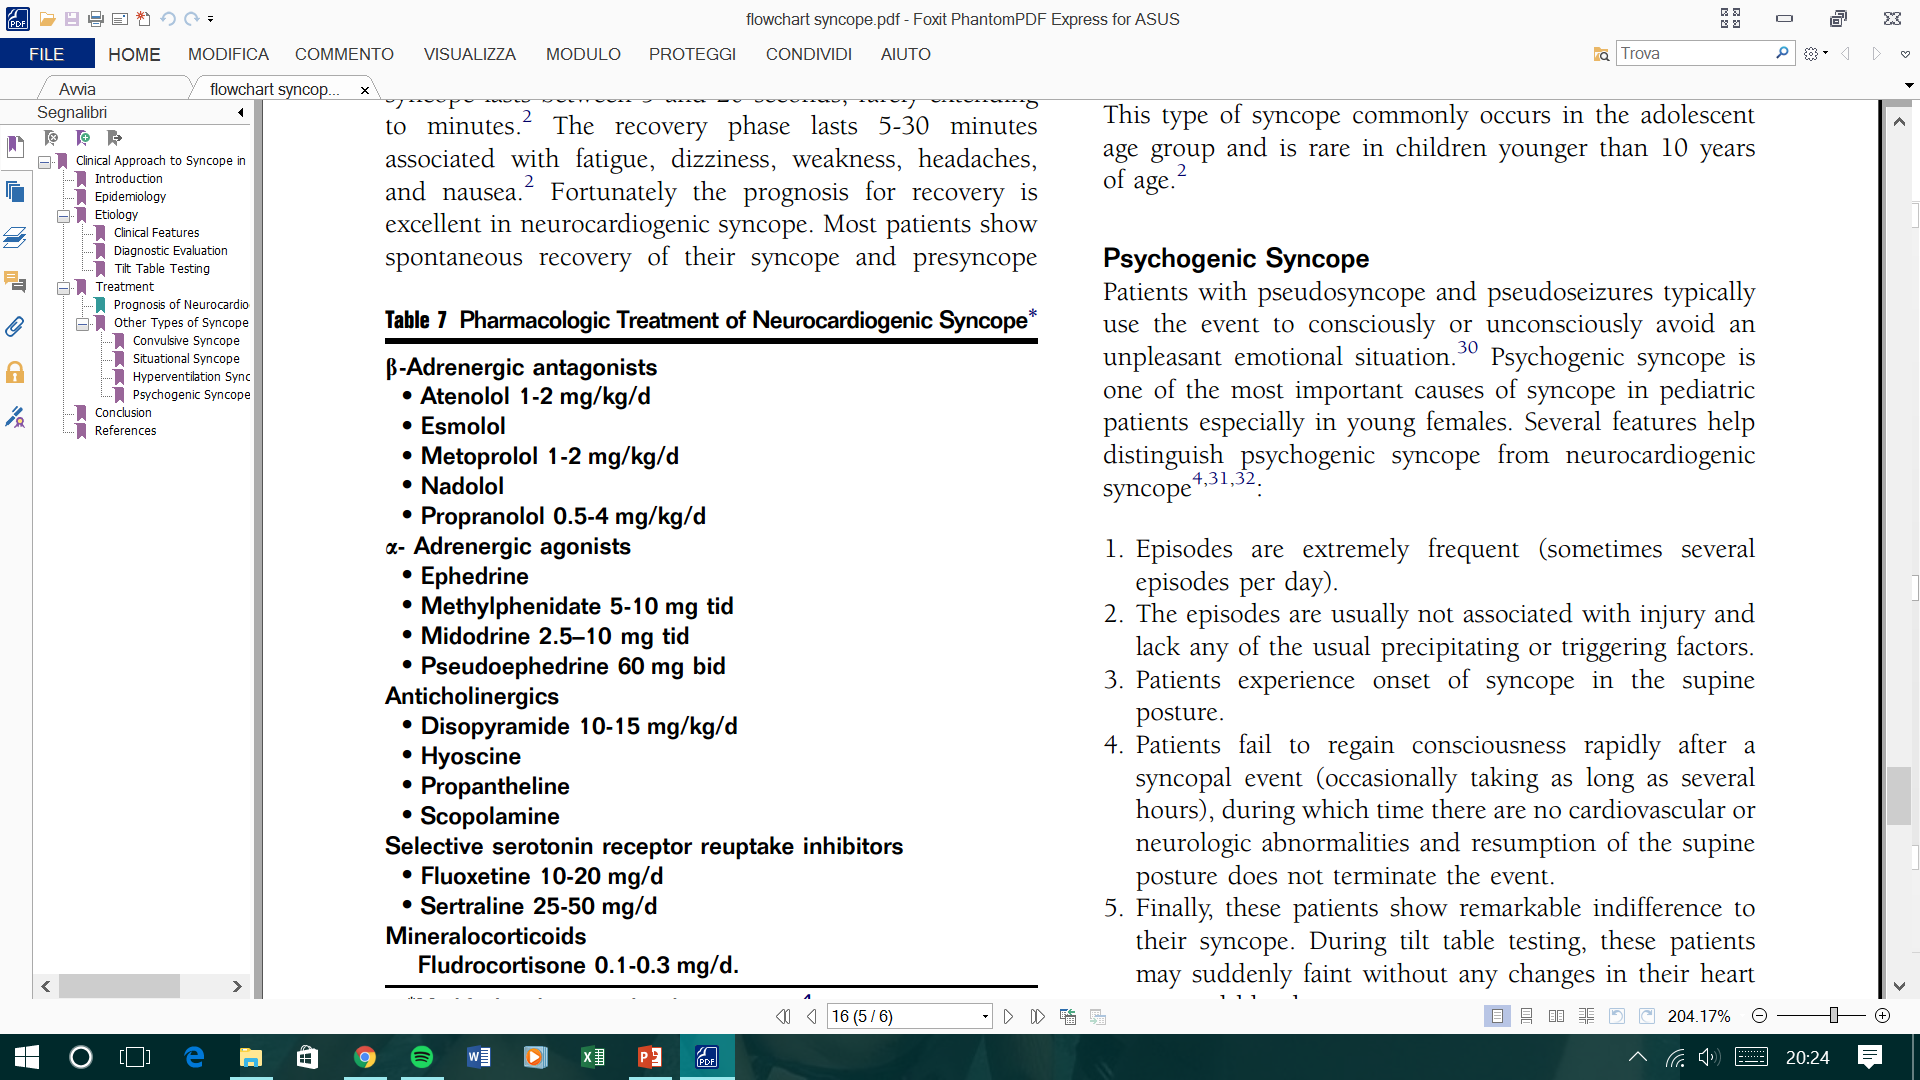 flowchart syncope.pdf - Foxit PhantomPDF Express for ASUS
FILE HOME MODIFICA COMMENTO VISUALIZZA MODULO PROTEGGI CONDIVIDI AIUTO
Trova
Avvia
flowchart syncop...
Segnalibri
Clinical Approach to Syncope in
Introduction
Epidemiology
Etiology
Clinical Features
Diagnostic Evaluation
Tilt Table Testing
Treatment
Prognosis of Neurocardio
Other Types of Syncope
Convulsive Syncope
Situational Syncope
Hyperventilation Sync
Psychogenic Syncope
Conclusion
References
syncope lasts between 5 and 20 seconds, rarely extending
to minutes.2 The recovery phase lasts 5-30 minutes
associated with fatigue, dizziness, weakness, headaches,
and nausea.2 Fortunately the prognosis for recovery is
excellent in neurocardiogenic syncope. Most patients show
spontaneous recovery of their syncope and presyncope
Table 7 Pharmacologic Treatment of Neurocardiogenic Syncope*
β-Adrenergic antagonists
• Atenolol 1-2 mg/kg/d
• Esmolol
• Metoprolol 1-2 mg/kg/d
• Nadolol
• Propranolol 0.5-4 mg/kg/d
α- Adrenergic agonists
• Ephedrine
• Methylphenidate 5-10 mg tid
• Midodrine 2.5–10 mg tid
• Pseudoephedrine 60 mg bid
Anticholinergics
• Disopyramide 10-15 mg/kg/d
• Hyoscine
• Propantheline
• Scopolamine
Selective serotonin receptor reuptake inhibitors
• Fluoxetine 10-20 mg/d
• Sertraline 25-50 mg/d
Mineralocorticoids
Fludrocortisone 0.1-0.3 mg/d.
This type of syncope commonly occurs in the adolescent
age group and is rare in children younger than 10 years
of age.2
Psychogenic Syncope
Patients with pseudosyncope and pseudoseizures typically
use the event to consciously or unconsciously avoid an
unpleasant emotional situation.30 Psychogenic syncope is
one of the most important causes of syncope in pediatric
patients especially in young females. Several features help
distinguish psychogenic syncope from neurocardiogenic
syncope4,31,32:
1. Episodes are extremely frequent (sometimes several
episodes per day).
2. The episodes are usually not associated with injury and
lack any of the usual precipitating or triggering factors.
3. Patients experience onset of syncope in the supine
posture.
4. Patients fail to regain consciousness rapidly after a
syncopal event (occasionally taking as long as several
hours), during which time there are no cardiovascular or
neurologic abnormalities and resumption of the supine
posture does not terminate the event.
5. Finally, these patients show remarkable indifference to
their syncope. During tilt table testing, these patients
may suddenly faint without any changes in their heart
16 (5 / 6)
204.17%
20:24